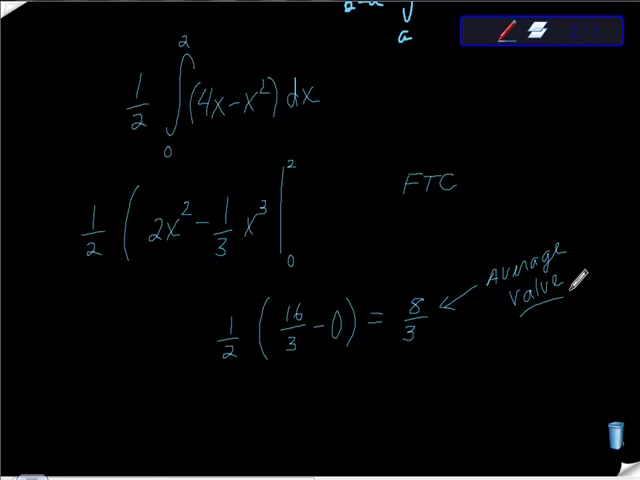 1/2 ∫₀² (4x - x²) dx
1/2 ( 2x² - 1/3 x³ |₀²
FTC
Average
value
1/2 ( 16/3 - 0 ) = 8/3